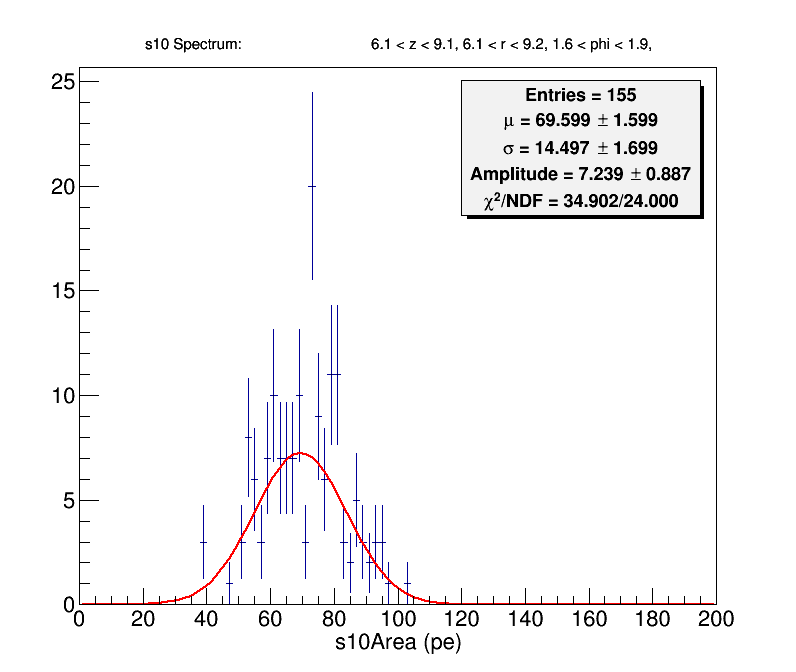 s10 Spectrum: 6.1 < z < 9.1, 6.1 < r < 9.2, 1.6 < phi < 1.9,
Entries = 155
μ = 69.599 ± 1.599
σ = 14.497 ± 1.699
Amplitude = 7.239 ± 0.887
χ²/NDF = 34.902/24.000
25
20
15
10
5
0
0 20 40 60 80 100 120 140 160 180 200
s10Area (pe)